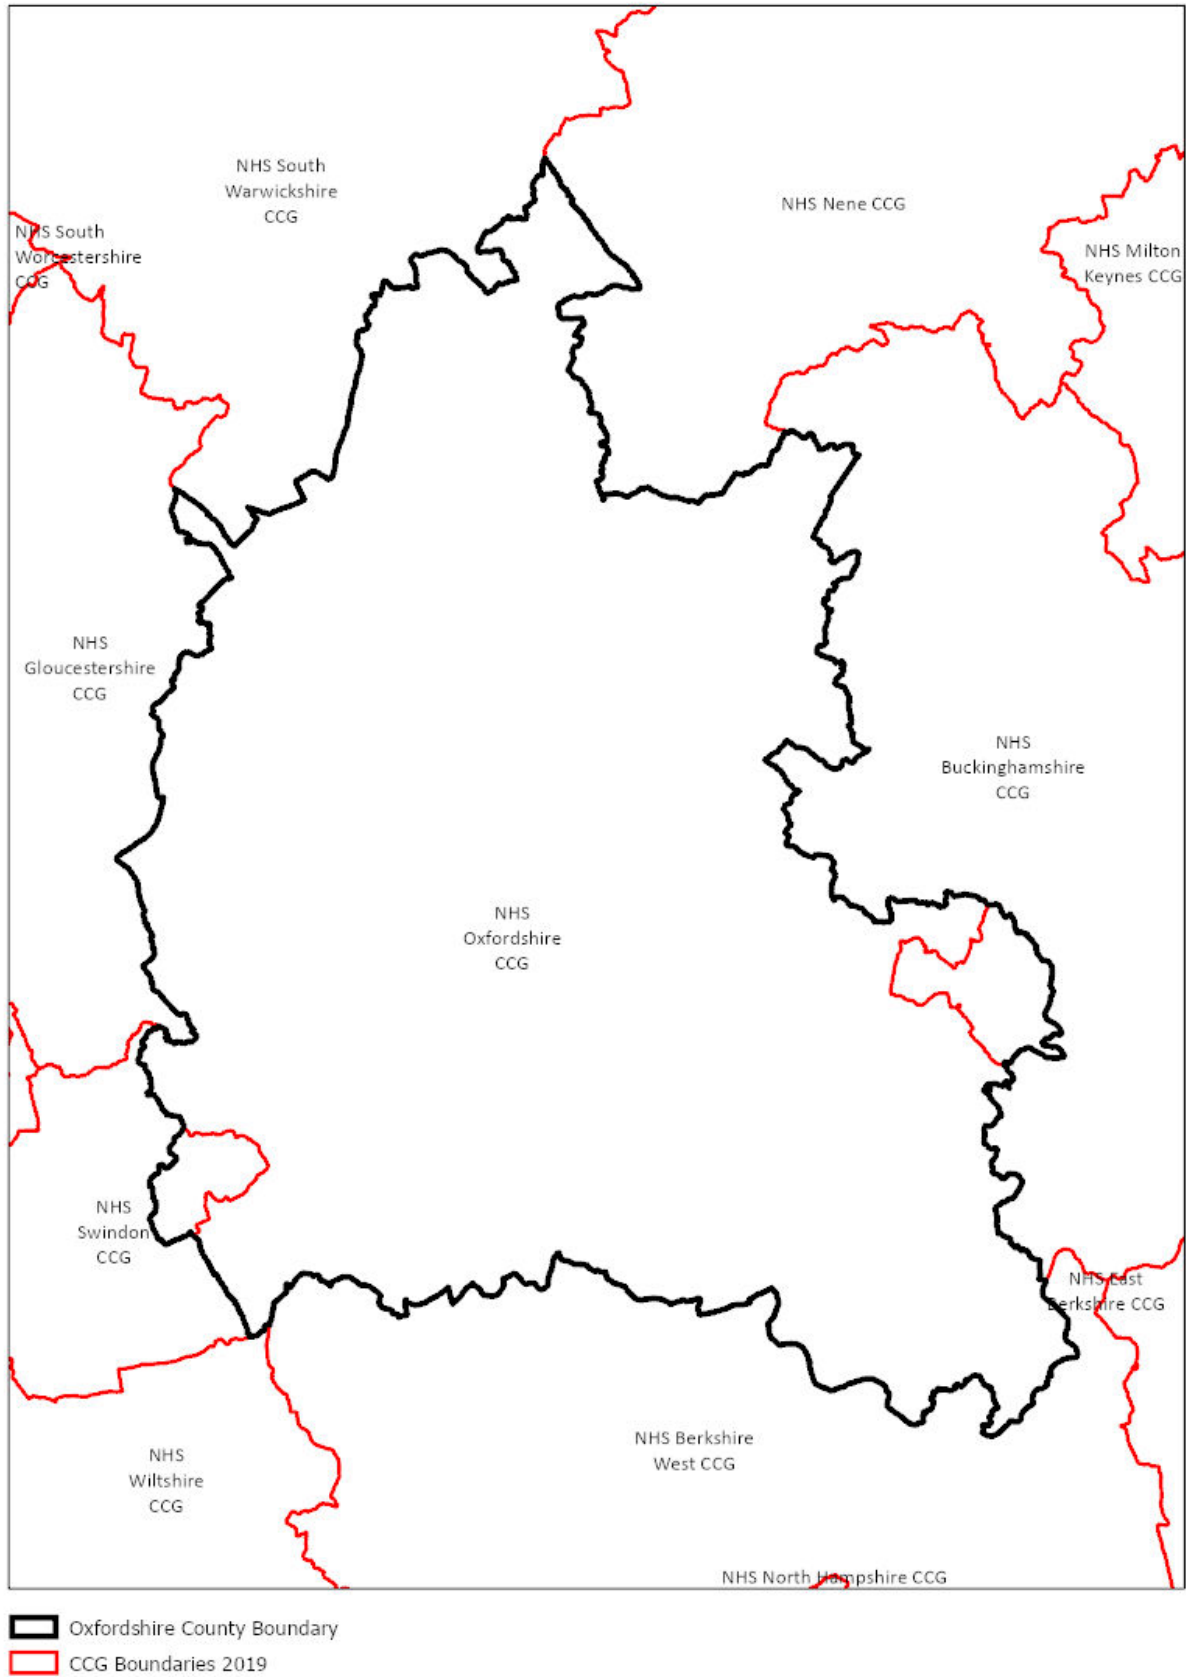 NHS South
Warwickshire
CCG
NHS Nene CCG
NHS South
Worcestershire
CCG
NHS Milton
Keynes CCG
NHS
Gloucestershire
CCG
NHS
Buckinghamshire
CCG
NHS
Oxfordshire
CCG
NHS
Swindon
CCG
NHS East
Berkshire CCG
NHS Berkshire
West CCG
NHS
Wiltshire
CCG
NHS North Hampshire CCG
Oxfordshire County Boundary
CCG Boundaries 2019